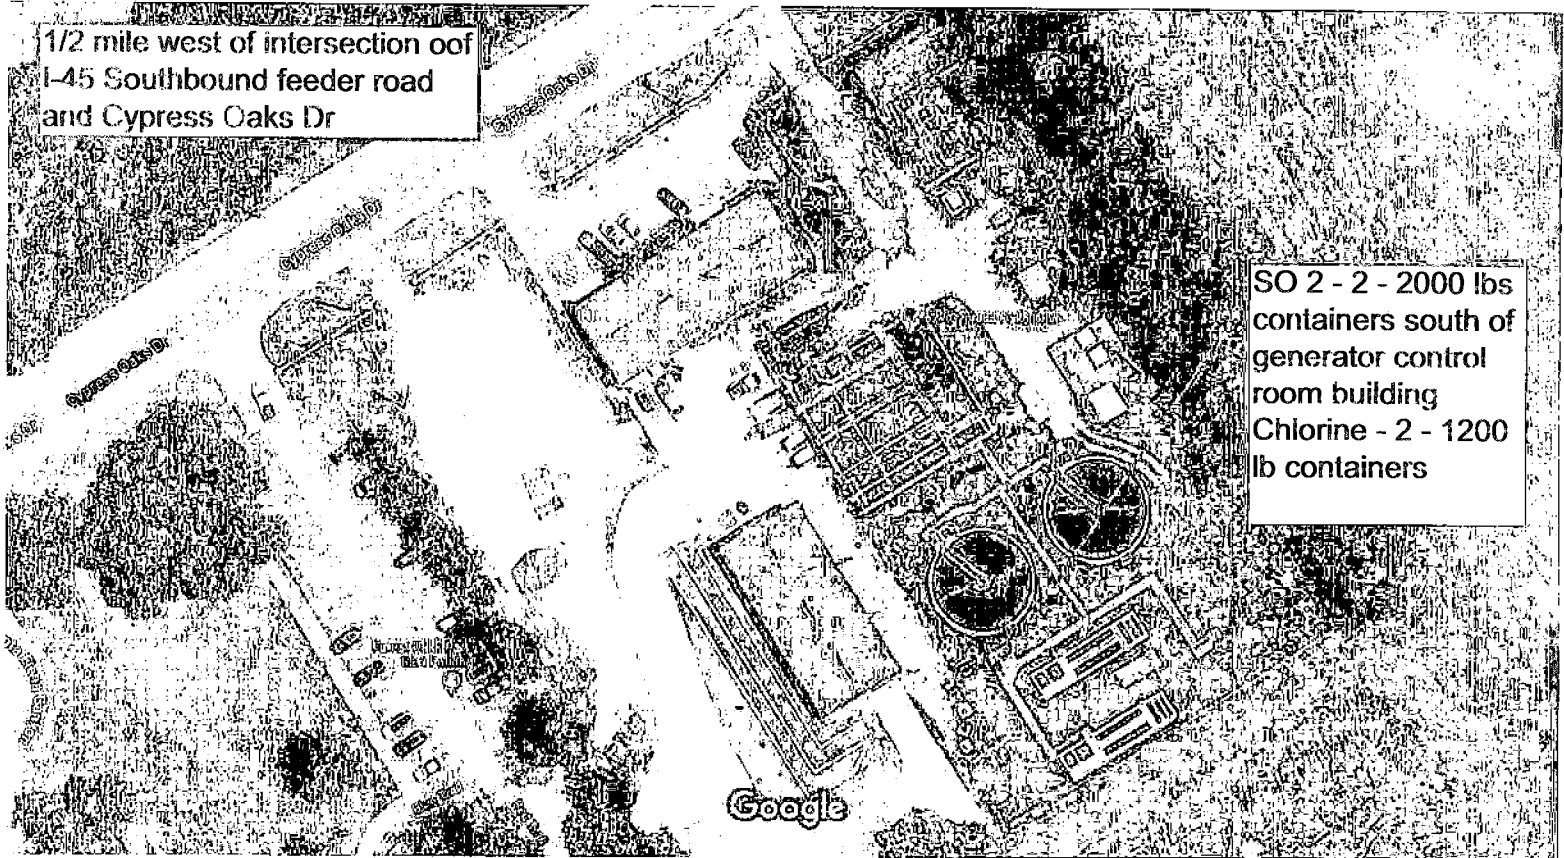 1/2 mile west of intersection oof
I-45 Southbound feeder road
and Cypress Oaks Dr
Cypress Oaks Dr
Cypress Oaks Dr
Cypress Oaks Dr
SO 2 - 2 - 2000 lbs
containers south of
generator control
room building
Chlorine - 2 - 1200
lb containers
Google